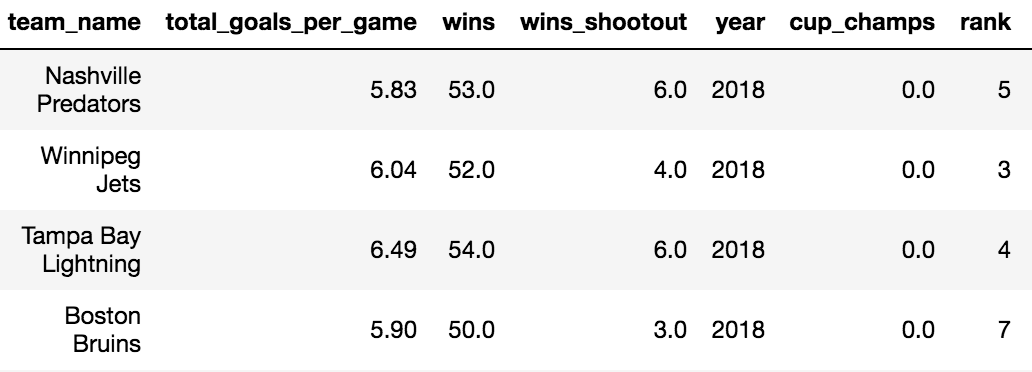 team_name total_goals_per_game wins wins_shootout year cup_champs rank
Nashville
Predators 5.83 53.0 6.0 2018 0.0 5
Winnipeg
Jets 6.04 52.0 4.0 2018 0.0 3
Tampa Bay
Lightning 6.49 54.0 6.0 2018 0.0 4
Boston
Bruins 5.90 50.0 3.0 2018 0.0 7